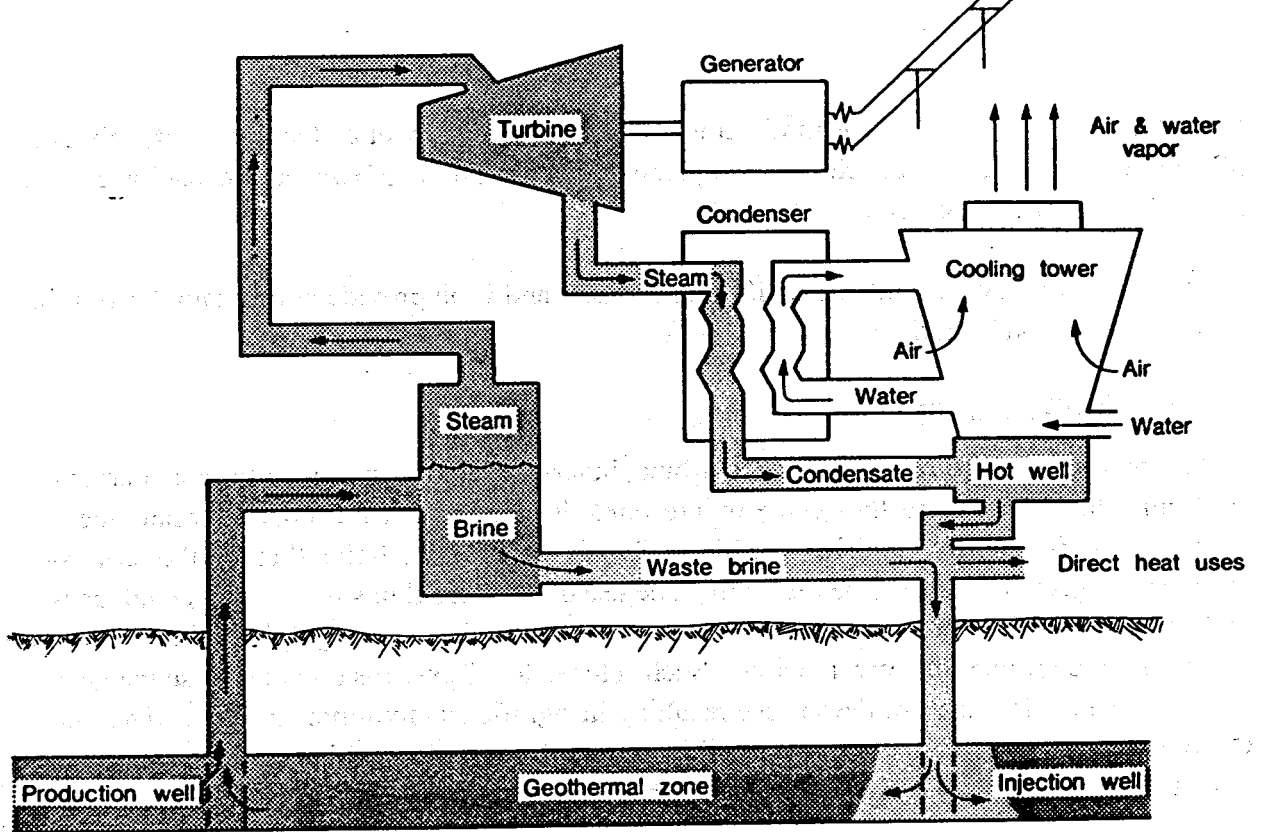 Generator
Turbine
Air & water
vapor
Condenser
Steam
Cooling tower
Air
Air
Steam
Water
Water
Condensate
Hot well
Brine
Waste brine
Direct heat uses
Production well
Geothermal zone
Injection well